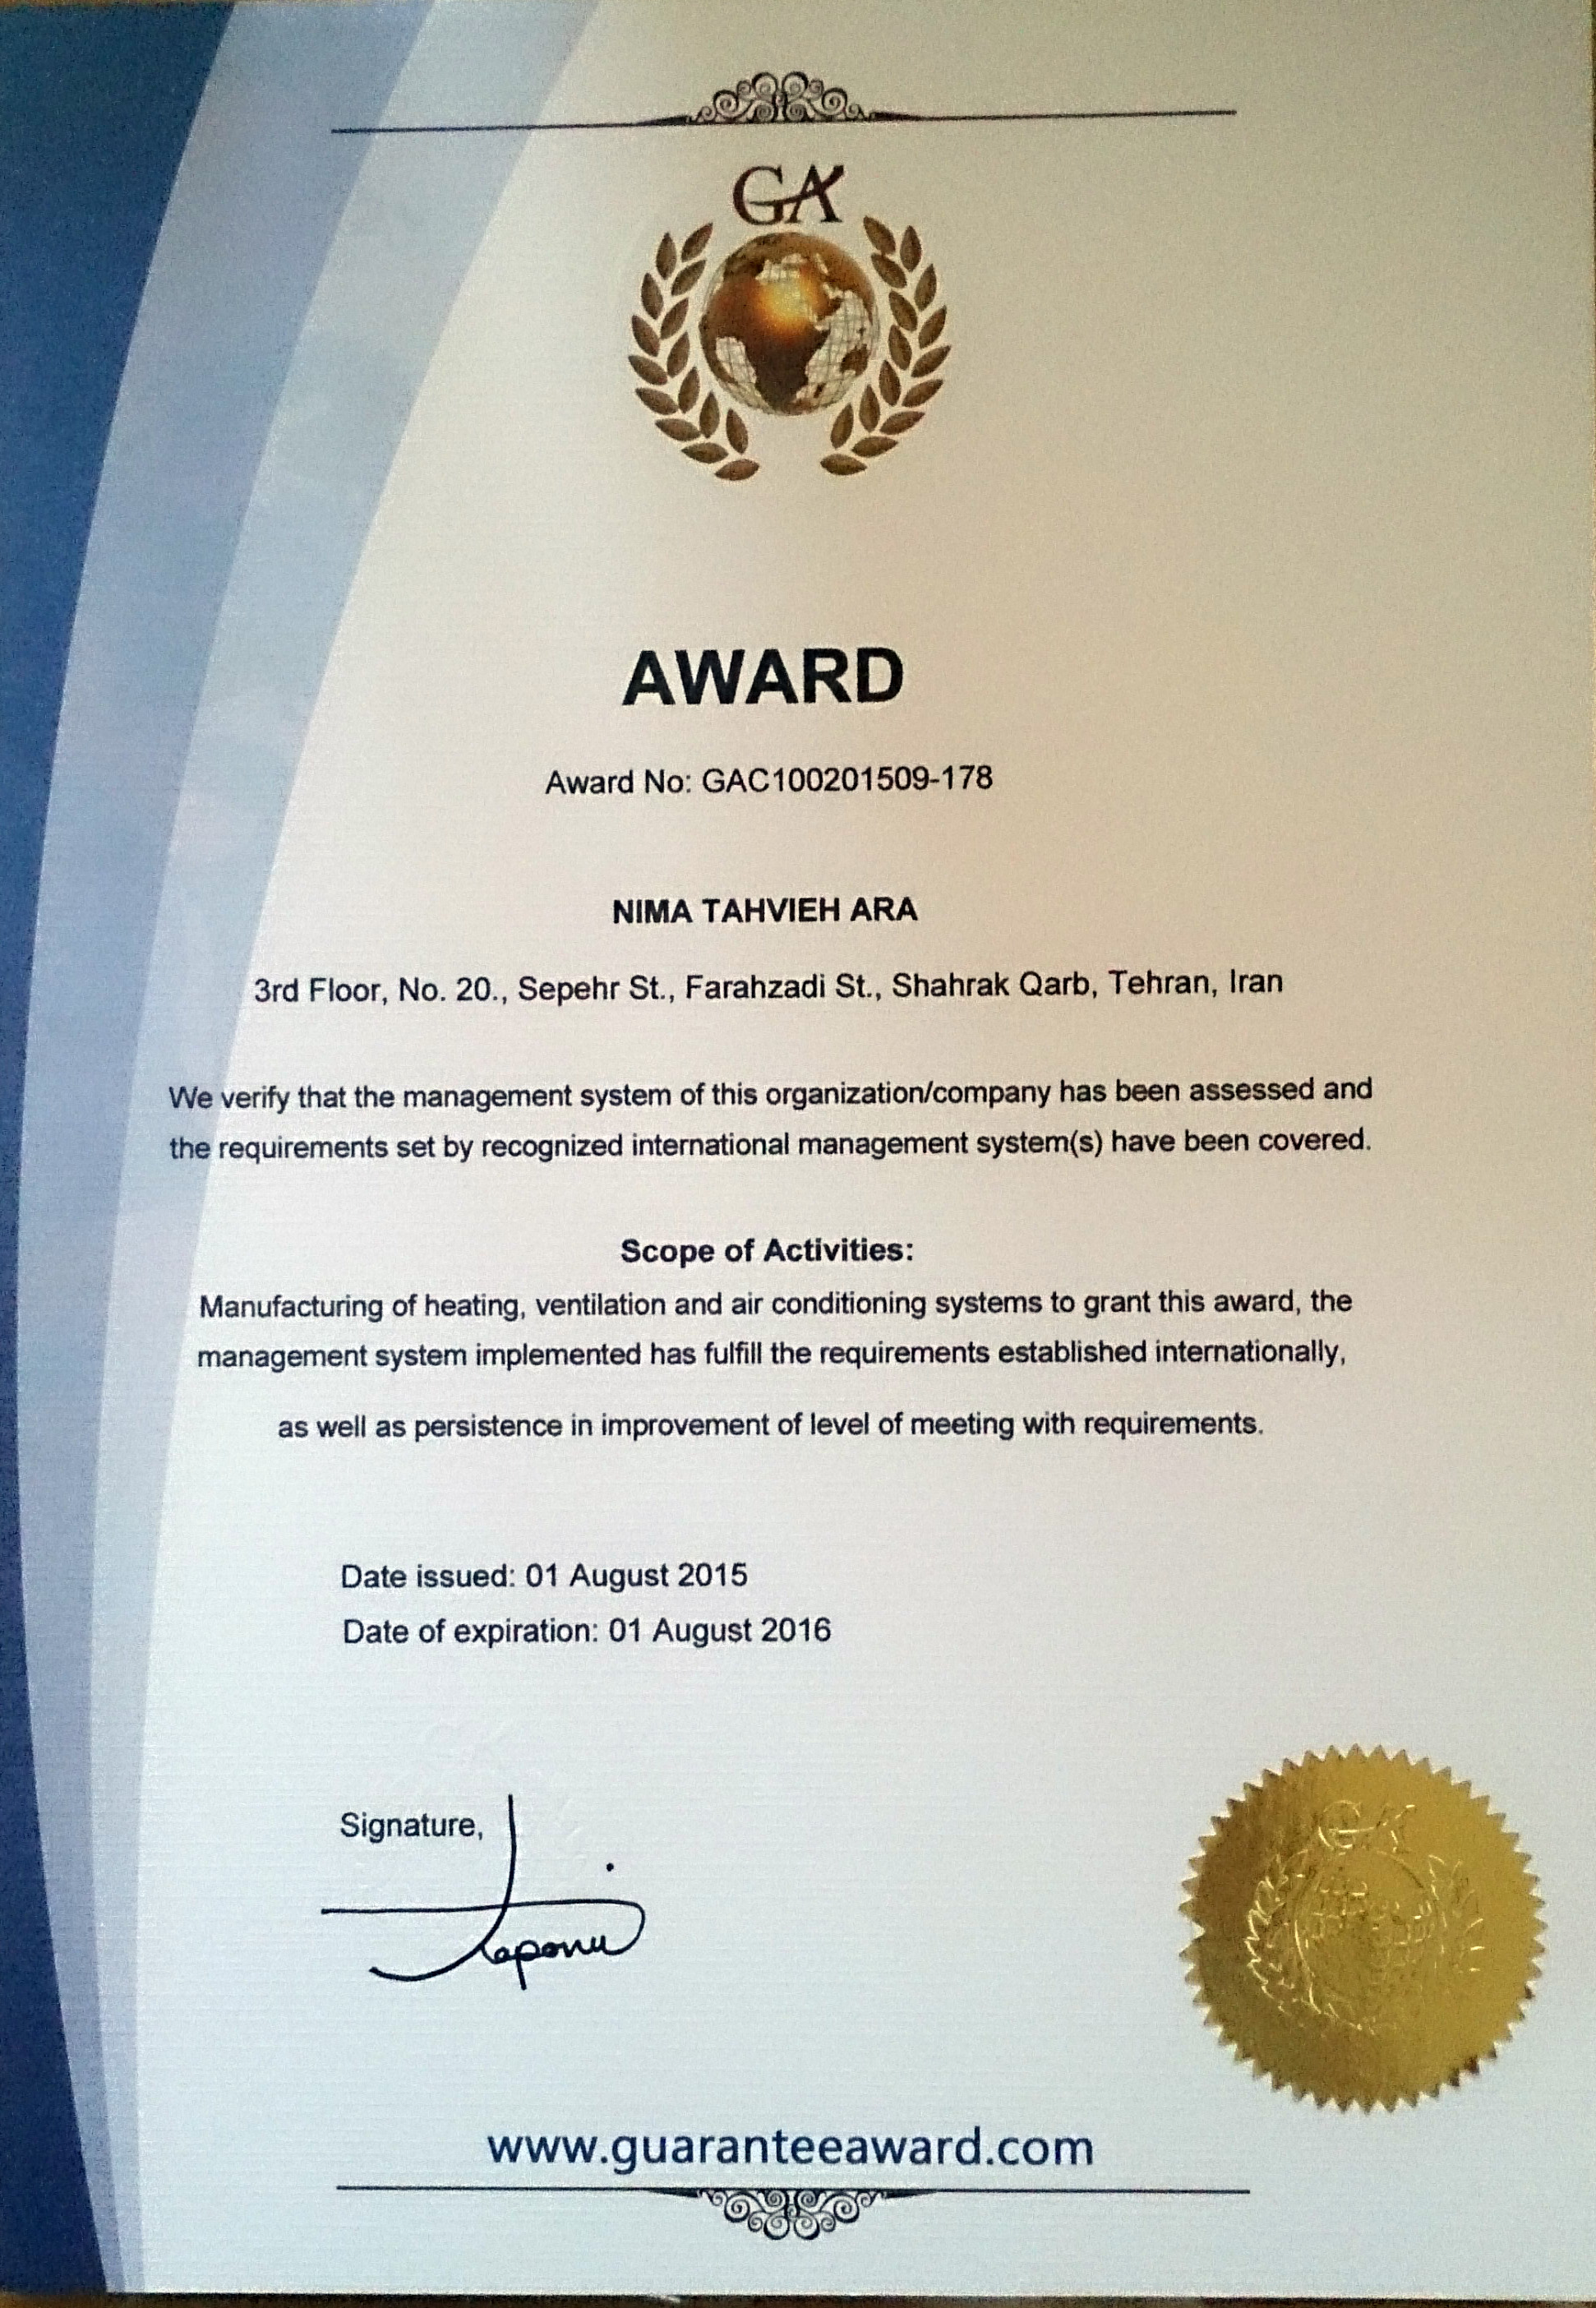 GA
AWARD
Award No: GAC100201509-178
NIMA TAHVIEH ARA
3rd Floor, No. 20., Sepehr St., Farahzadi St., Shahrak Qarb, Tehran, Iran
We verify that the management system of this organization/company has been assessed and
the requirements set by recognized international management system(s) have been covered.
Scope of Activities:
Manufacturing of heating, ventilation and air conditioning systems to grant this award, the
management system implemented has fulfill the requirements established internationally,
as well as persistence in improvement of level of meeting with requirements.
Date issued: 01 August 2015
Date of expiration: 01 August 2016
Signature,
GA
www.guaranteeaward.com